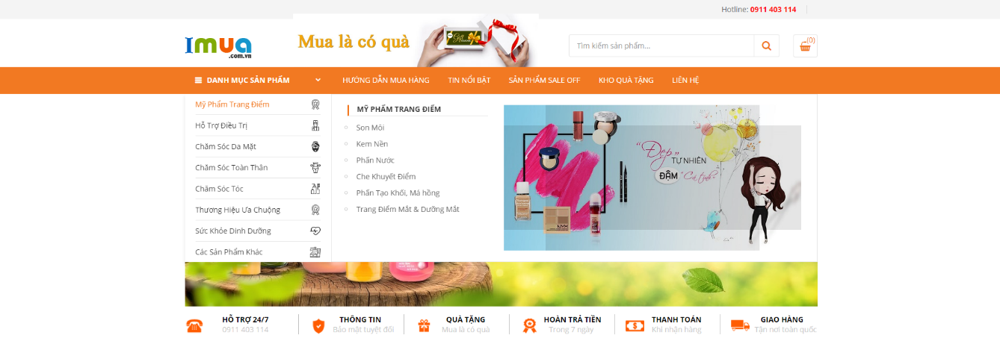 Hotline: 0911 403 114
Imua
.com.vn
Mua là có quà
Gift
Tìm kiếm sản phẩm...
(0)
DANH MỤC SẢN PHẨM
HƯỚNG DẪN MUA HÀNG
TIN NỔI BẬT
SẢN PHẨM SALE OFF
KHO QUÀ TẶNG
LIÊN HỆ
Mỹ Phẩm Trang Điểm
Hỗ Trợ Điều Trị
Chăm Sóc Da Mặt
Chăm Sóc Toàn Thân
Chăm Sóc Tóc
Thương Hiệu Ưa Chuộng
Sức Khỏe Dinh Dưỡng
Các Sản Phẩm Khác
MỸ PHẨM TRANG ĐIỂM
Son Môi
Kem Nền
Phấn Nước
Che Khuyết Điểm
Phấn Tạo Khối, Má hồng
Trang Điểm Mắt & Dưỡng Mắt
"Đẹp"
TỰ NHIÊN
ĐẬM "Cá tính"
NYX
HỖ TRỢ 24/7
0911 403 114
THÔNG TIN
Bảo mật tuyệt đối
QUÀ TẶNG
Mua là có quà
HOÀN TRẢ TIỀN
Trong 7 ngày
THANH TOÁN
Khi nhận hàng
GIAO HÀNG
Tận nơi toàn quốc